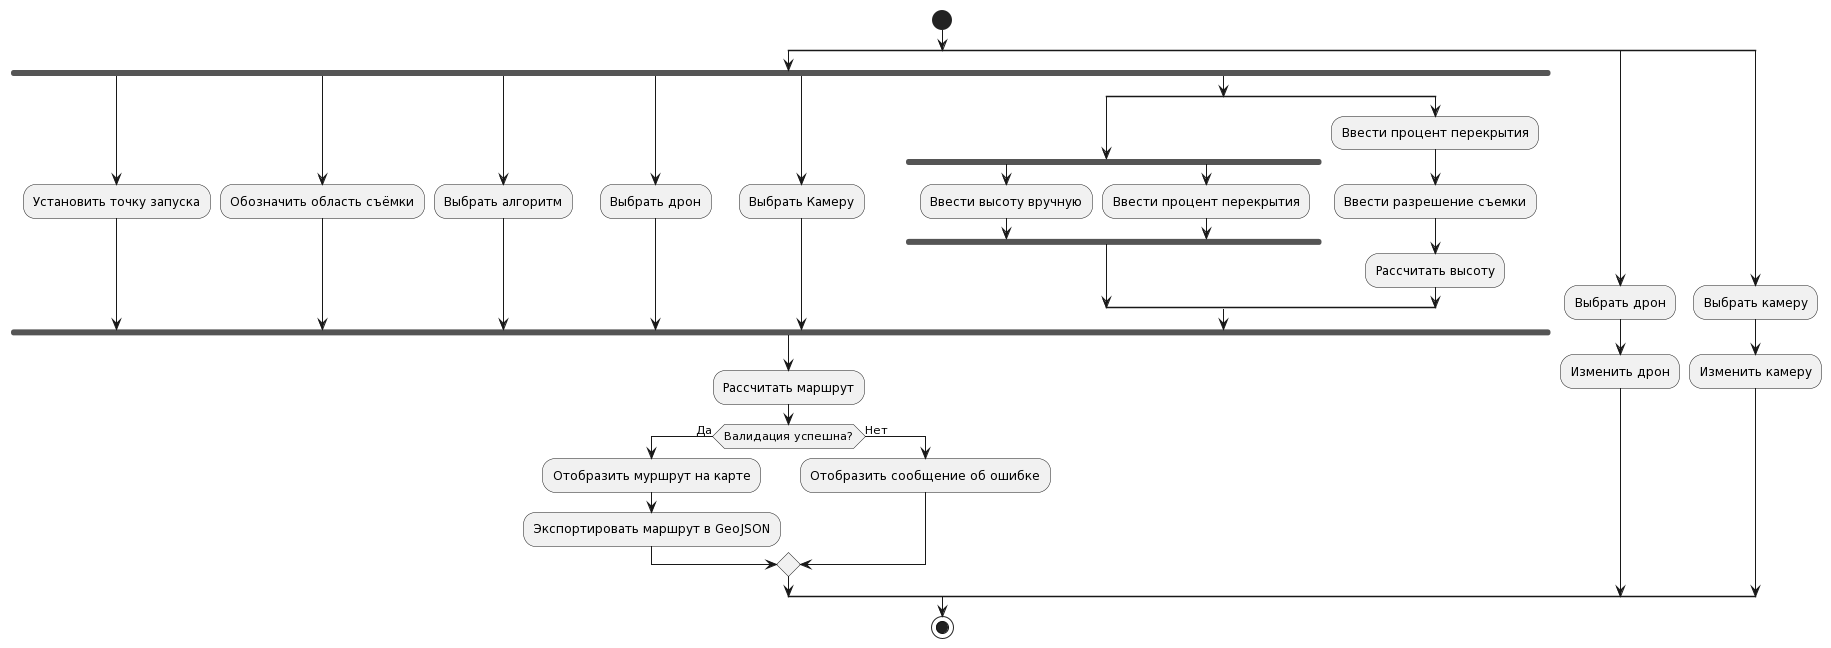 Ввести процент перекрытия
Установить точку запуска
Обозначить область съёмки
Выбрать алгоритм
Выбрать дрон
Выбрать Камеру
Ввести высоту вручную
Ввести процент перекрытия
Ввести разрешение съемки
Рассчитать высоту
Выбрать дрон
Выбрать камеру
Изменить дрон
Изменить камеру
Рассчитать маршрут
Да
Валидация успешна?
Нет
Отобразить муршрут на карте
Отобразить сообщение об ошибке
Экспортировать маршрут в GeoJSON